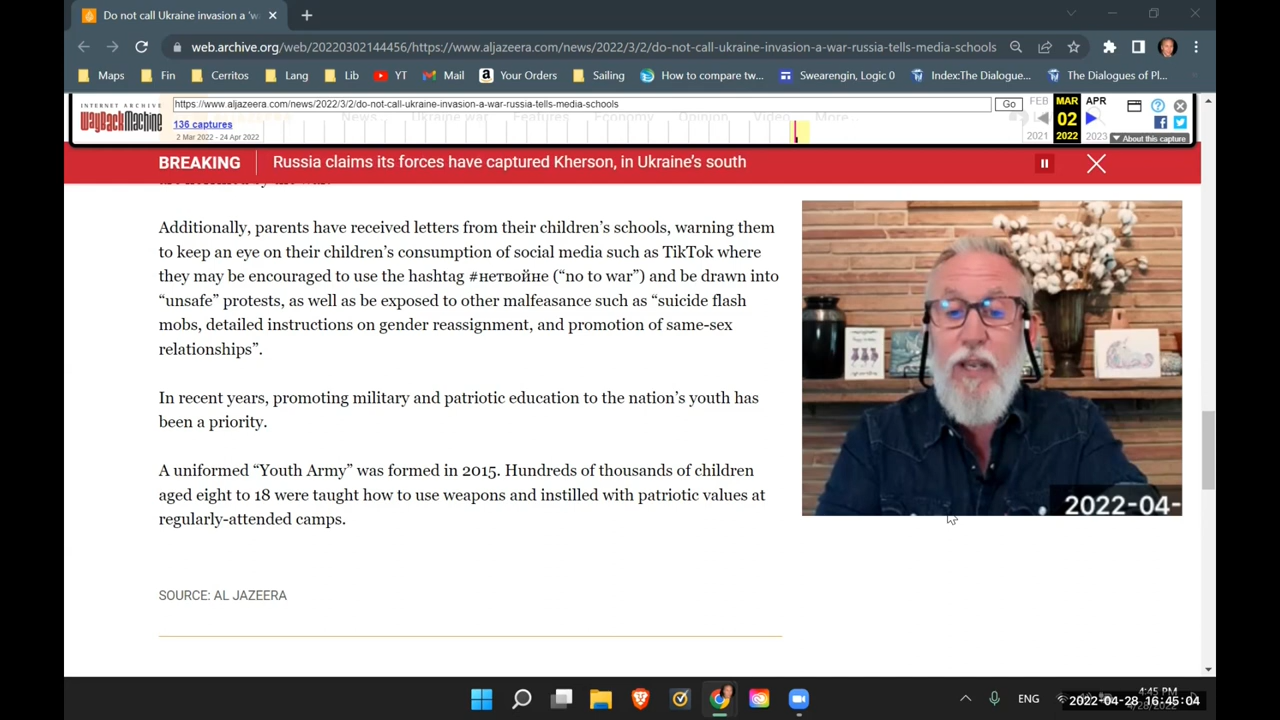 Do not call Ukraine invasion a 'w
web.archive.org/web/20220302144456/https://www.aljazeera.com/news/2022/3/2/do-not-call-ukraine-invasion-a-war-russia-tells-media-schools
Maps Fin Cerritos Lang Lib YT Mail Your Orders Sailing How to compare tw... Swearengin, Logic 0 Index:The Dialogue... The Dialogues of Pl...
INTERNET ARCHIVE
WayBackMachine
https://www.aljazeera.com/news/2022/3/2/do-not-call-ukraine-invasion-a-war-russia-tells-media-schools Go FEB MAR APR
136 captures 02
2 Mar 2022 - 24 Apr 2022 2021 2022 2023 About this capture
News Ukraine war Features Economy Opinion Video More
BREAKING Russia claims its forces have captured Kherson, in Ukraine's south
Additionally, parents have received letters from their children's schools, warning them
to keep an eye on their children's consumption of social media such as TikTok where
they may be encouraged to use the hashtag #нетвойне (“no to war”) and be drawn into
“unsafe” protests, as well as be exposed to other malfeasance such as “suicide flash
mobs, detailed instructions on gender reassignment, and promotion of same-sex
relationships”.
In recent years, promoting military and patriotic education to the nation's youth has
been a priority.
A uniformed “Youth Army” was formed in 2015. Hundreds of thousands of children
aged eight to 18 were taught how to use weapons and instilled with patriotic values at
regularly-attended camps.
2022-04-
SOURCE: AL JAZEERA
ENG
4:45 PM
2022-04-28 16:45:04